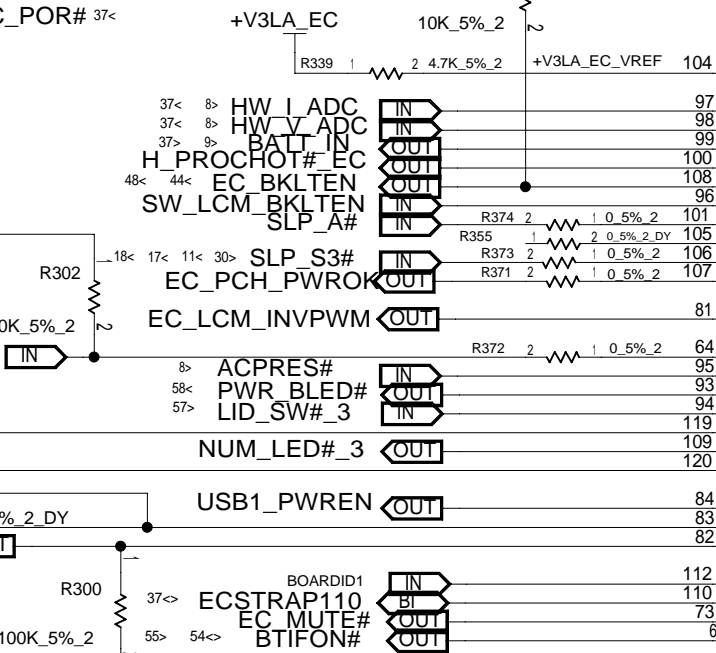 C_POR# 37<
+V3LA_EC
10K_5%_2 2
R339 1 2 4.7K_5%_2 +V3LA_EC_VREF 104
37< 8> HW_I_ADC IN 97
37< 8> HW_V_ADC IN 98
37> 9> BATT_IN OUT 99
H_PROCHOT#_EC OUT 100
48< 44< EC_BKLTEN OUT 108
SW_LCM_BKLTEN IN 96
SLP_A# IN R374 2 1 0_5%_2 101
R355 1 2 0_5%_2_DY 105
1 18< 17< 11< 30> SLP_S3# IN R373 2 1 0_5%_2 106
R302 EC_PCH_PWROK OUT R371 2 1 0_5%_2 107
0K_5%_2 2 EC_LCM_INVPWM OUT 81
IN R372 2 1 0_5%_2 64
8> ACPRES# IN 95
58< PWR_BLED# OUT 93
57> LID_SW#_3 IN 94
119
NUM_LED#_3 OUT 109
120
USB1_PWREN OUT 84
%_2_DY 83
T 82
1
BOARDID1 IN 112
R300 37<> ECSTRAP110 BI 110
EC_MUTE# OUT 73
100K_5%_2 55> 54<> BTIFON# OUT 6